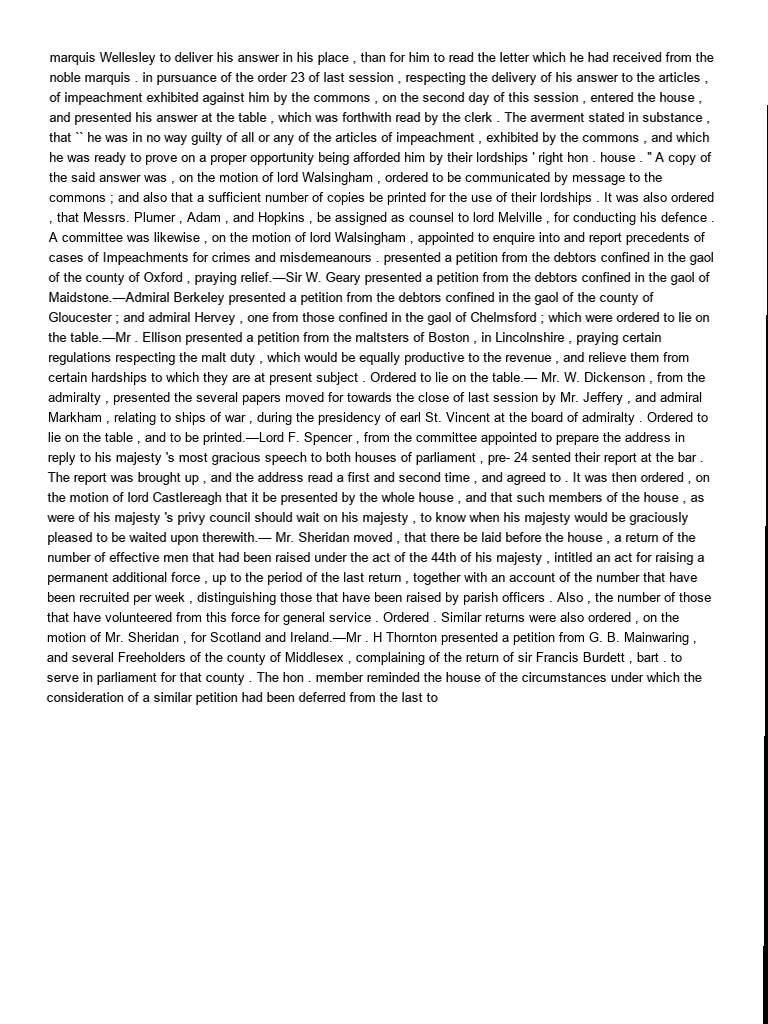 marquis Wellesley to deliver his answer in his place , than for him to read the letter which he had received from the
noble marquis . in pursuance of the order 23 of last session , respecting the delivery of his answer to the articles ,
of impeachment exhibited against him by the commons , on the second day of this session , entered the house ,
and presented his answer at the table , which was forthwith read by the clerk . The averment stated in substance ,
that `` he was in no way guilty of all or any of the articles of impeachment , exhibited by the commons , and which
he was ready to prove on a proper opportunity being afforded him by their lordships ' right hon . house . " A copy of
the said answer was , on the motion of lord Walsingham , ordered to be communicated by message to the
commons ; and also that a sufficient number of copies be printed for the use of their lordships . It was also ordered
, that Messrs. Plumer , Adam , and Hopkins , be assigned as counsel to lord Melville , for conducting his defence .
A committee was likewise , on the motion of lord Walsingham , appointed to enquire into and report precedents of
cases of Impeachments for crimes and misdemeanours . presented a petition from the debtors confined in the gaol
of the county of Oxford , praying relief.—Sir W. Geary presented a petition from the debtors confined in the gaol of
Maidstone.—Admiral Berkeley presented a petition from the debtors confined in the gaol of the county of
Gloucester ; and admiral Hervey , one from those confined in the gaol of Chelmsford ; which were ordered to lie on
the table.—Mr . Ellison presented a petition from the maltsters of Boston , in Lincolnshire , praying certain
regulations respecting the malt duty , which would be equally productive to the revenue , and relieve them from
certain hardships to which they are at present subject . Ordered to lie on the table.— Mr. W. Dickenson , from the
admiralty , presented the several papers moved for towards the close of last session by Mr. Jeffery , and admiral
Markham , relating to ships of war , during the presidency of earl St. Vincent at the board of admiralty . Ordered to
lie on the table , and to be printed.—Lord F. Spencer , from the committee appointed to prepare the address in
reply to his majesty 's most gracious speech to both houses of parliament , pre- 24 sented their report at the bar .
The report was brought up , and the address read a first and second time , and agreed to . It was then ordered , on
the motion of lord Castlereagh that it be presented by the whole house , and that such members of the house , as
were of his majesty 's privy council should wait on his majesty , to know when his majesty would be graciously
pleased to be waited upon therewith.— Mr. Sheridan moved , that there be laid before the house , a return of the
number of effective men that had been raised under the act of the 44th of his majesty , intitled an act for raising a
permanent additional force , up to the period of the last return , together with an account of the number that have
been recruited per week , distinguishing those that have been raised by parish officers . Also , the number of those
that have volunteered from this force for general service . Ordered . Similar returns were also ordered , on the
motion of Mr. Sheridan , for Scotland and Ireland.—Mr . H Thornton presented a petition from G. B. Mainwaring ,
and several Freeholders of the county of Middlesex , complaining of the return of sir Francis Burdett , bart . to
serve in parliament for that county . The hon . member reminded the house of the circumstances under which the
consideration of a similar petition had been deferred from the last to